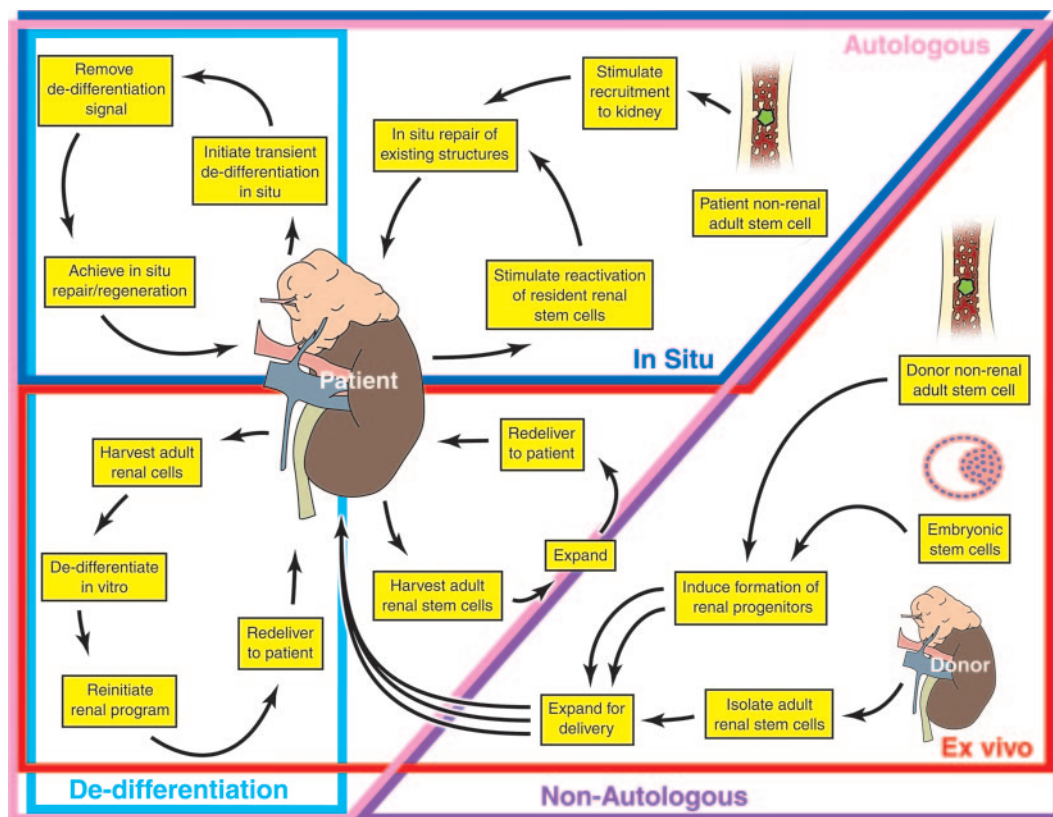 Autologous
Remove
de-differentiation
signal
Initiate transient
de-differentiation
in situ
Achieve in situ
repair/regeneration
Stimulate
recruitment
to kidney
In situ repair of
existing structures
Patient non-renal
adult stem cell
Stimulate reactivation
of resident renal
stem cells
In Situ
Patient
Donor non-renal
adult stem cell
Harvest adult
renal cells
De-differentiate
in vitro
Reinitiate
renal program
Redeliver
to patient
Redeliver
to patient
Expand
Harvest adult
renal stem cells
Embryonic
stem cells
Induce formation of
renal progenitors
Donor
Isolate adult
renal stem cells
Expand for
delivery
Ex vivo
De-differentiation
Non-Autologous